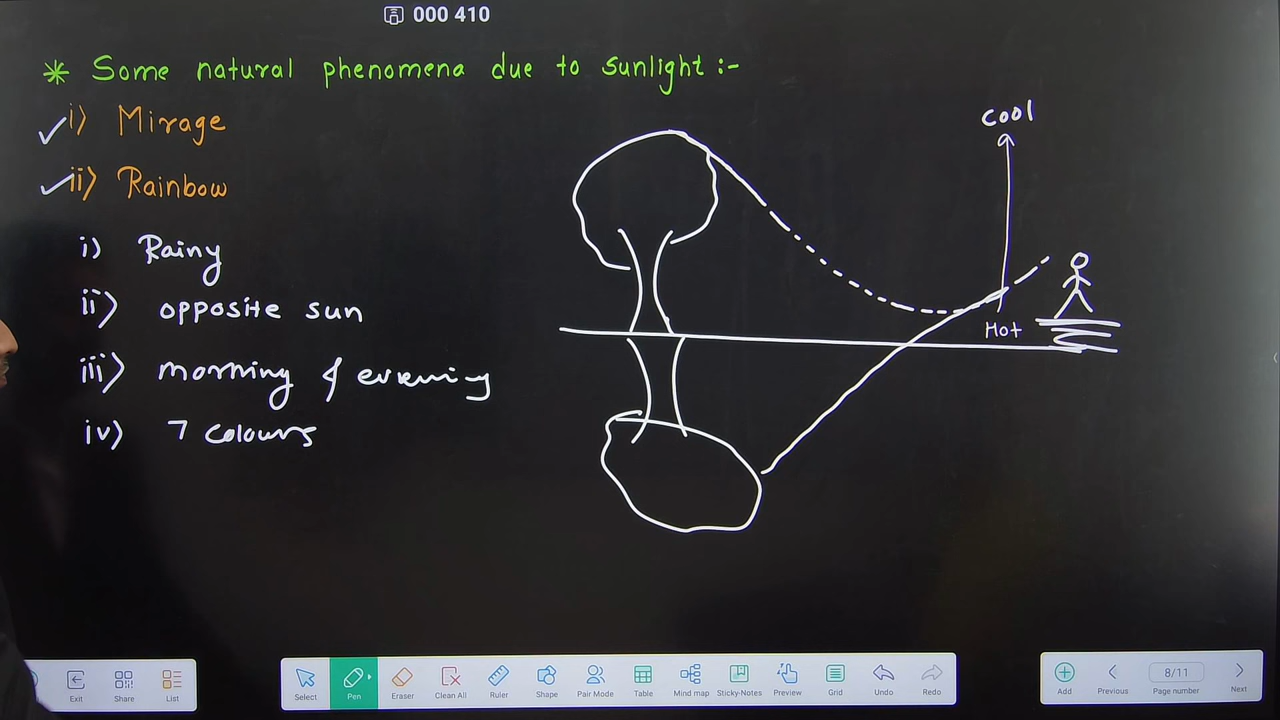 000 410
* Some natural phenomena due to sunlight :-
i) Mirage
ii) Rainbow
i) Rainy
ii) opposite sun
iii) morning & evening
iv) 7 colours
Cool
Hot
Exit
Share
List
Select
Pen
Eraser
Clean All
Ruler
Shape
Pair Mode
Table
Mind map
Sticky-Notes
Preview
Grid
Undo
Redo
Add
Previous
8/11
Page number
Next